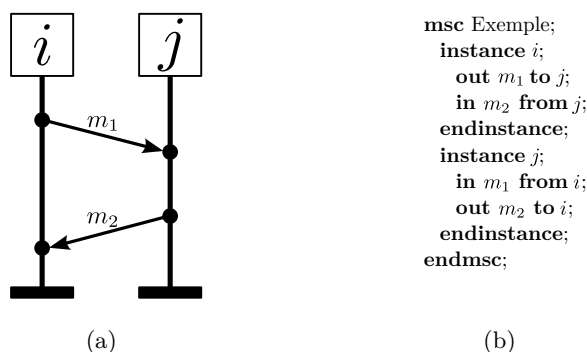 i j
m₁
m₂
(a)
msc Exemple;
instance i;
out m₁ to j;
in m₂ from j;
endinstance;
instance j;
in m₁ from i;
out m₂ to i;
endinstance;
endmsc;
(b)